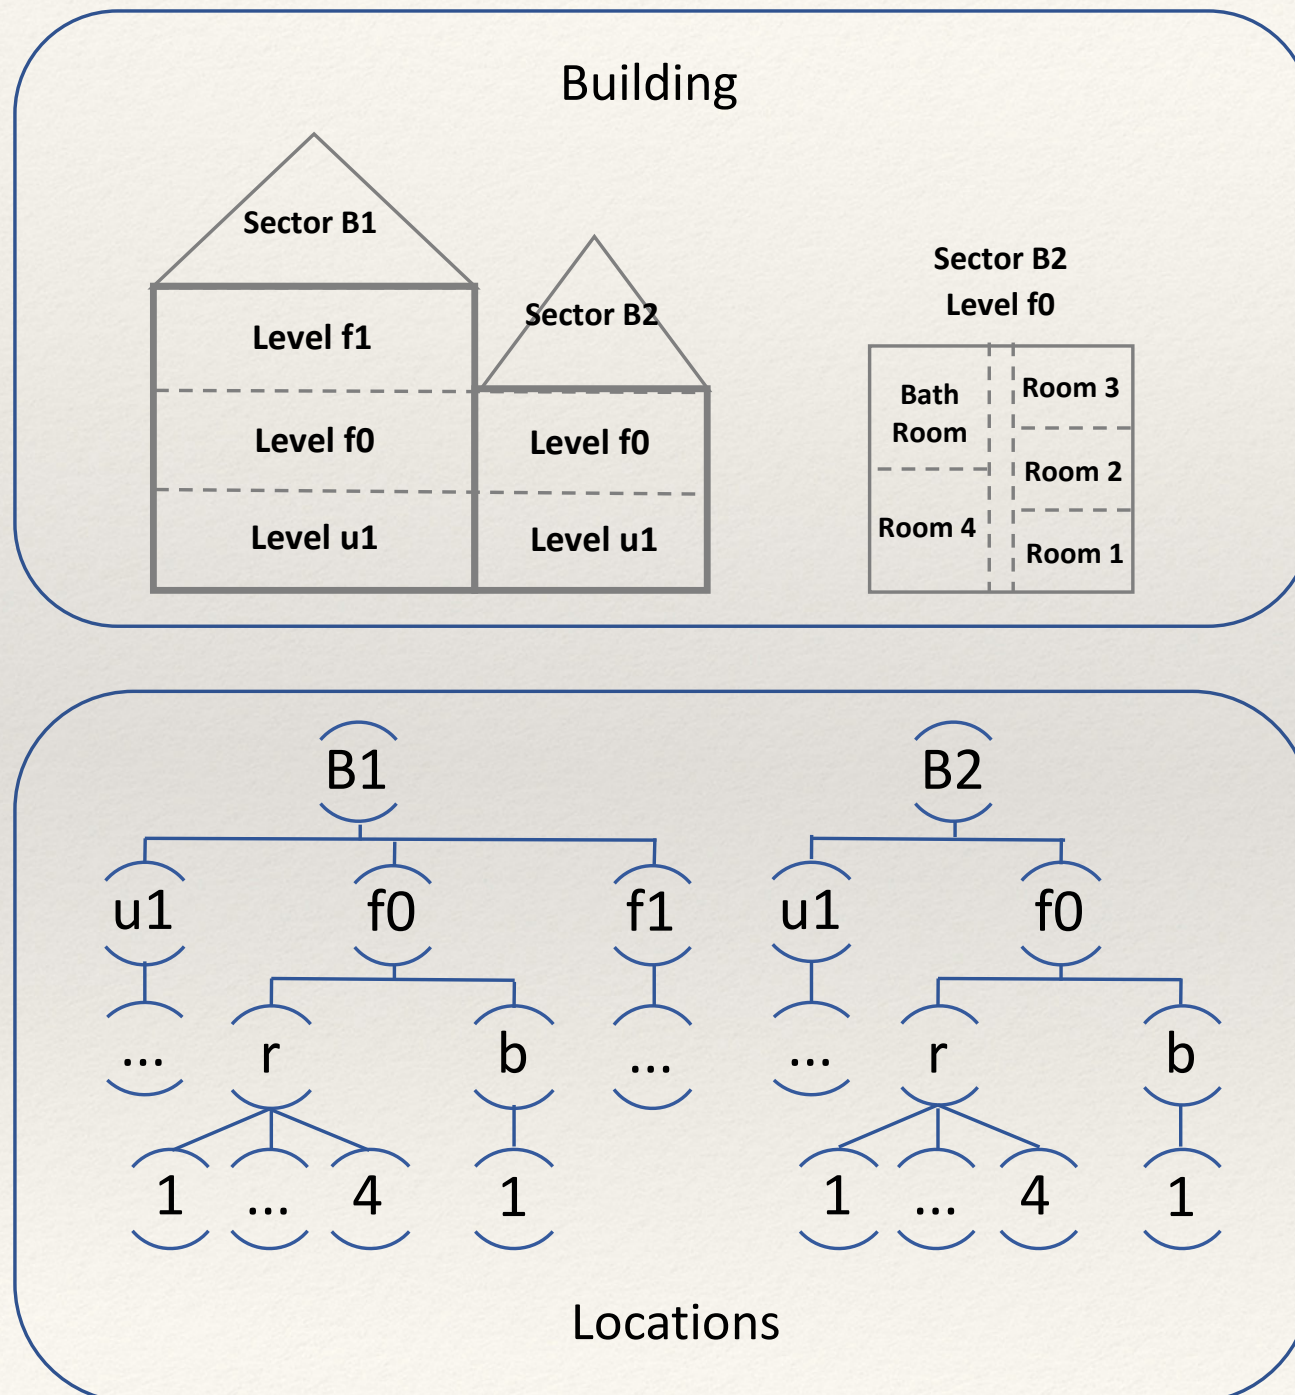 Building
Sector B1
Sector B2
Level f1
Level f0
Level u1
Level f0
Level u1
Sector B2
Level f0
Bath
Room
Room 4
Room 3
Room 2
Room 1
B1 B2
u1 f0 f1 u1 f0
... r b ... ... r b
1 ... 4 1 1 ... 4 1
Locations